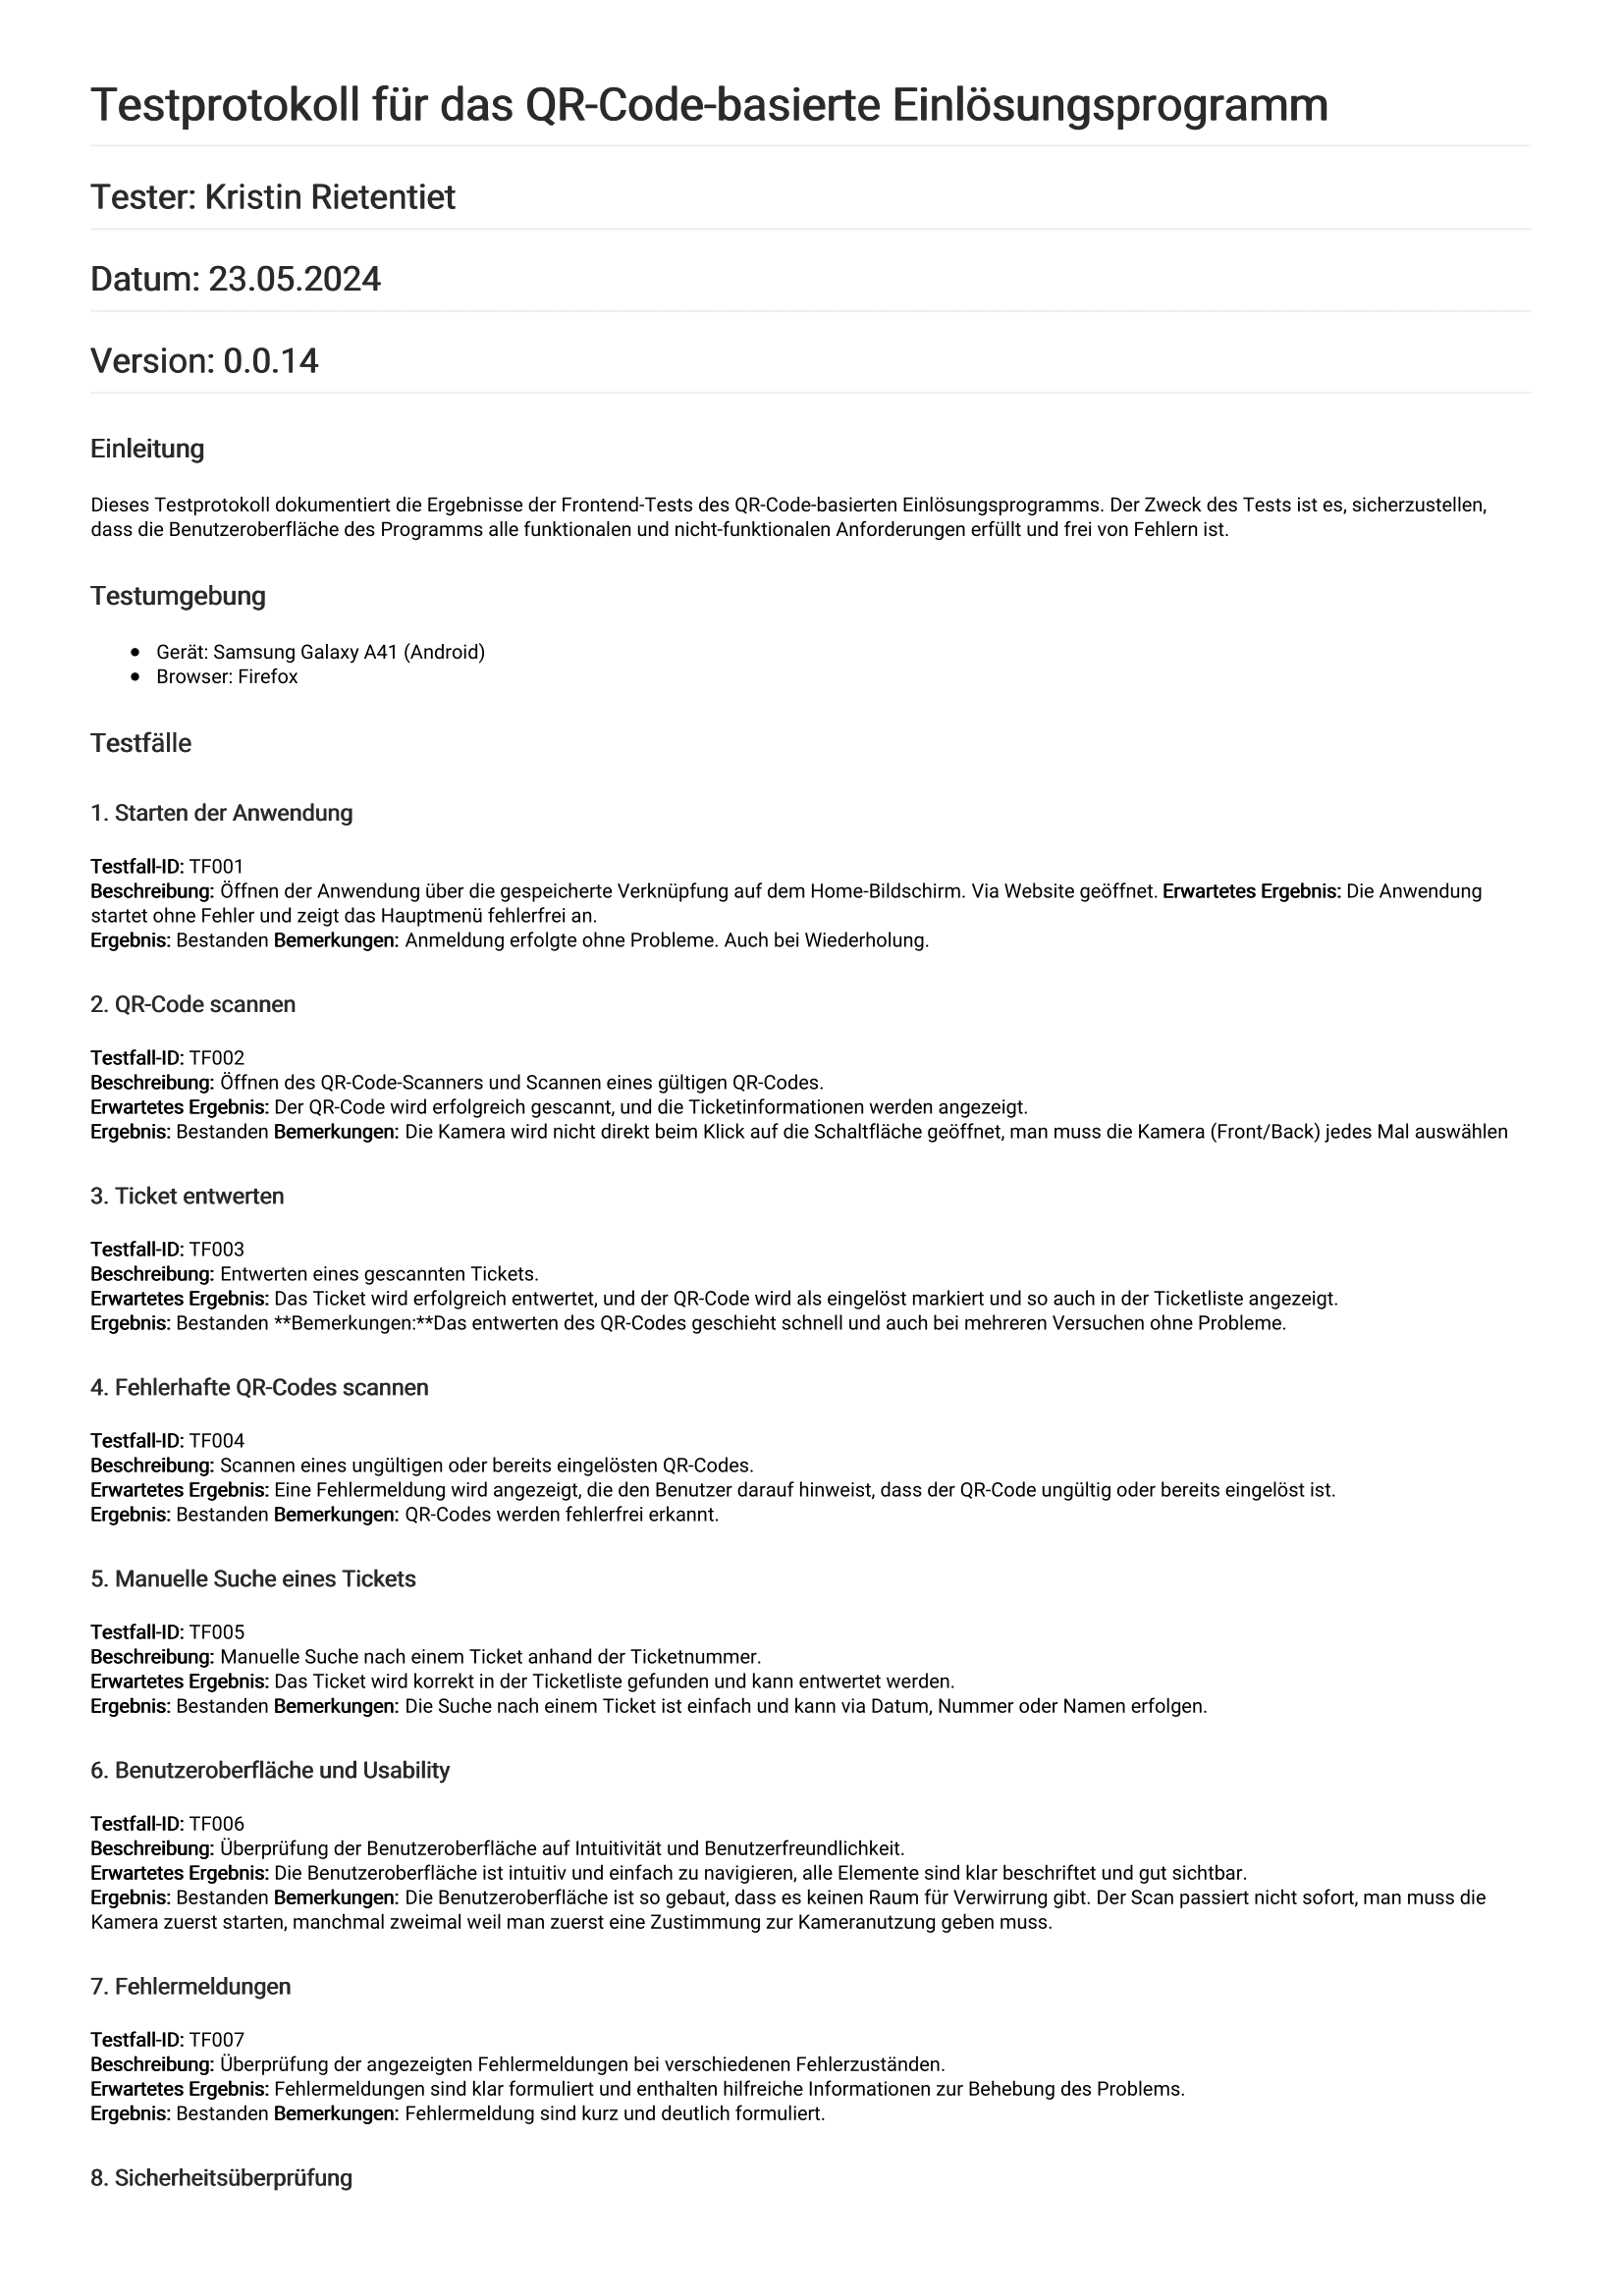 Testprotokoll für das QR-Code-basierte Einlösungsprogramm
Tester: Kristin Rietentiet
Datum: 23.05.2024
Version: 0.0.14
Einleitung
Dieses Testprotokoll dokumentiert die Ergebnisse der Frontend-Tests des QR-Code-basierten Einlösungsprogramms. Der Zweck des Tests ist es, sicherzustellen,
dass die Benutzeroberfläche des Programms alle funktionalen und nicht-funktionalen Anforderungen erfüllt und frei von Fehlern ist.
Testumgebung
• Gerät: Samsung Galaxy A41 (Android)
• Browser: Firefox
Testfälle
1. Starten der Anwendung
Testfall-ID: TF001
Beschreibung: Öffnen der Anwendung über die gespeicherte Verknüpfung auf dem Home-Bildschirm. Via Website geöffnet. Erwartetes Ergebnis: Die Anwendung
startet ohne Fehler und zeigt das Hauptmenü fehlerfrei an.
Ergebnis: Bestanden Bemerkungen: Anmeldung erfolgte ohne Probleme. Auch bei Wiederholung.
2. QR-Code scannen
Testfall-ID: TF002
Beschreibung: Öffnen des QR-Code-Scanners und Scannen eines gültigen QR-Codes.
Erwartetes Ergebnis: Der QR-Code wird erfolgreich gescannt, und die Ticketinformationen werden angezeigt.
Ergebnis: Bestanden Bemerkungen: Die Kamera wird nicht direkt beim Klick auf die Schaltfläche geöffnet, man muss die Kamera (Front/Back) jedes Mal auswählen
3. Ticket entwerten
Testfall-ID: TF003
Beschreibung: Entwerten eines gescannten Tickets.
Erwartetes Ergebnis: Das Ticket wird erfolgreich entwertet, und der QR-Code wird als eingelöst markiert und so auch in der Ticketliste angezeigt.
Ergebnis: Bestanden **Bemerkungen:**Das entwerten des QR-Codes geschieht schnell und auch bei mehreren Versuchen ohne Probleme.
4. Fehlerhafte QR-Codes scannen
Testfall-ID: TF004
Beschreibung: Scannen eines ungültigen oder bereits eingelösten QR-Codes.
Erwartetes Ergebnis: Eine Fehlermeldung wird angezeigt, die den Benutzer darauf hinweist, dass der QR-Code ungültig oder bereits eingelöst ist.
Ergebnis: Bestanden Bemerkungen: QR-Codes werden fehlerfrei erkannt.
5. Manuelle Suche eines Tickets
Testfall-ID: TF005
Beschreibung: Manuelle Suche nach einem Ticket anhand der Ticketnummer.
Erwartetes Ergebnis: Das Ticket wird korrekt in der Ticketliste gefunden und kann entwertet werden.
Ergebnis: Bestanden Bemerkungen: Die Suche nach einem Ticket ist einfach und kann via Datum, Nummer oder Namen erfolgen.
6. Benutzeroberfläche und Usability
Testfall-ID: TF006
Beschreibung: Überprüfung der Benutzeroberfläche auf Intuitivität und Benutzerfreundlichkeit.
Erwartetes Ergebnis: Die Benutzeroberfläche ist intuitiv und einfach zu navigieren, alle Elemente sind klar beschriftet und gut sichtbar.
Ergebnis: Bestanden Bemerkungen: Die Benutzeroberfläche ist so gebaut, dass es keinen Raum für Verwirrung gibt. Der Scan passiert nicht sofort, man muss die
Kamera zuerst starten, manchmal zweimal weil man zuerst eine Zustimmung zur Kameranutzung geben muss.
7. Fehlermeldungen
Testfall-ID: TF007
Beschreibung: Überprüfung der angezeigten Fehlermeldungen bei verschiedenen Fehlerzuständen.
Erwartetes Ergebnis: Fehlermeldungen sind klar formuliert und enthalten hilfreiche Informationen zur Behebung des Problems.
Ergebnis: Bestanden Bemerkungen: Fehlermeldung sind kurz und deutlich formuliert.
8. Sicherheitsüberprüfung